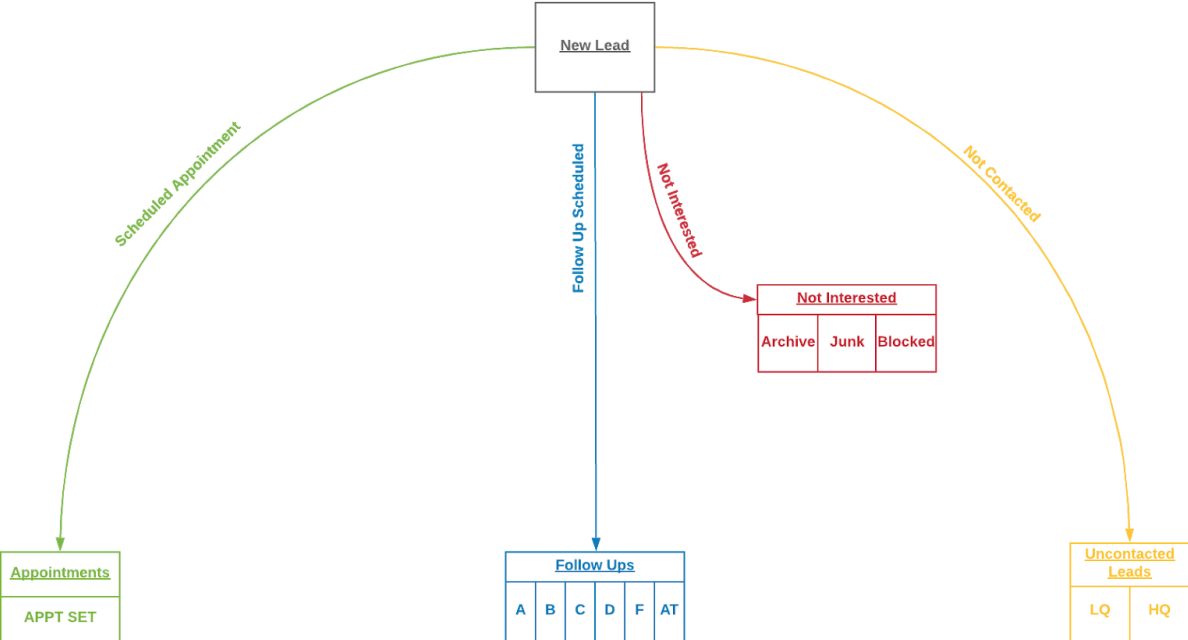 New Lead
Scheduled Appointment
Follow Up Scheduled
Not Interested
Not Contacted
Not Interested
Archive Junk Blocked
Appointments
APPT SET
Follow Ups
A B C D F AT
Uncontacted
Leads
LQ HQ